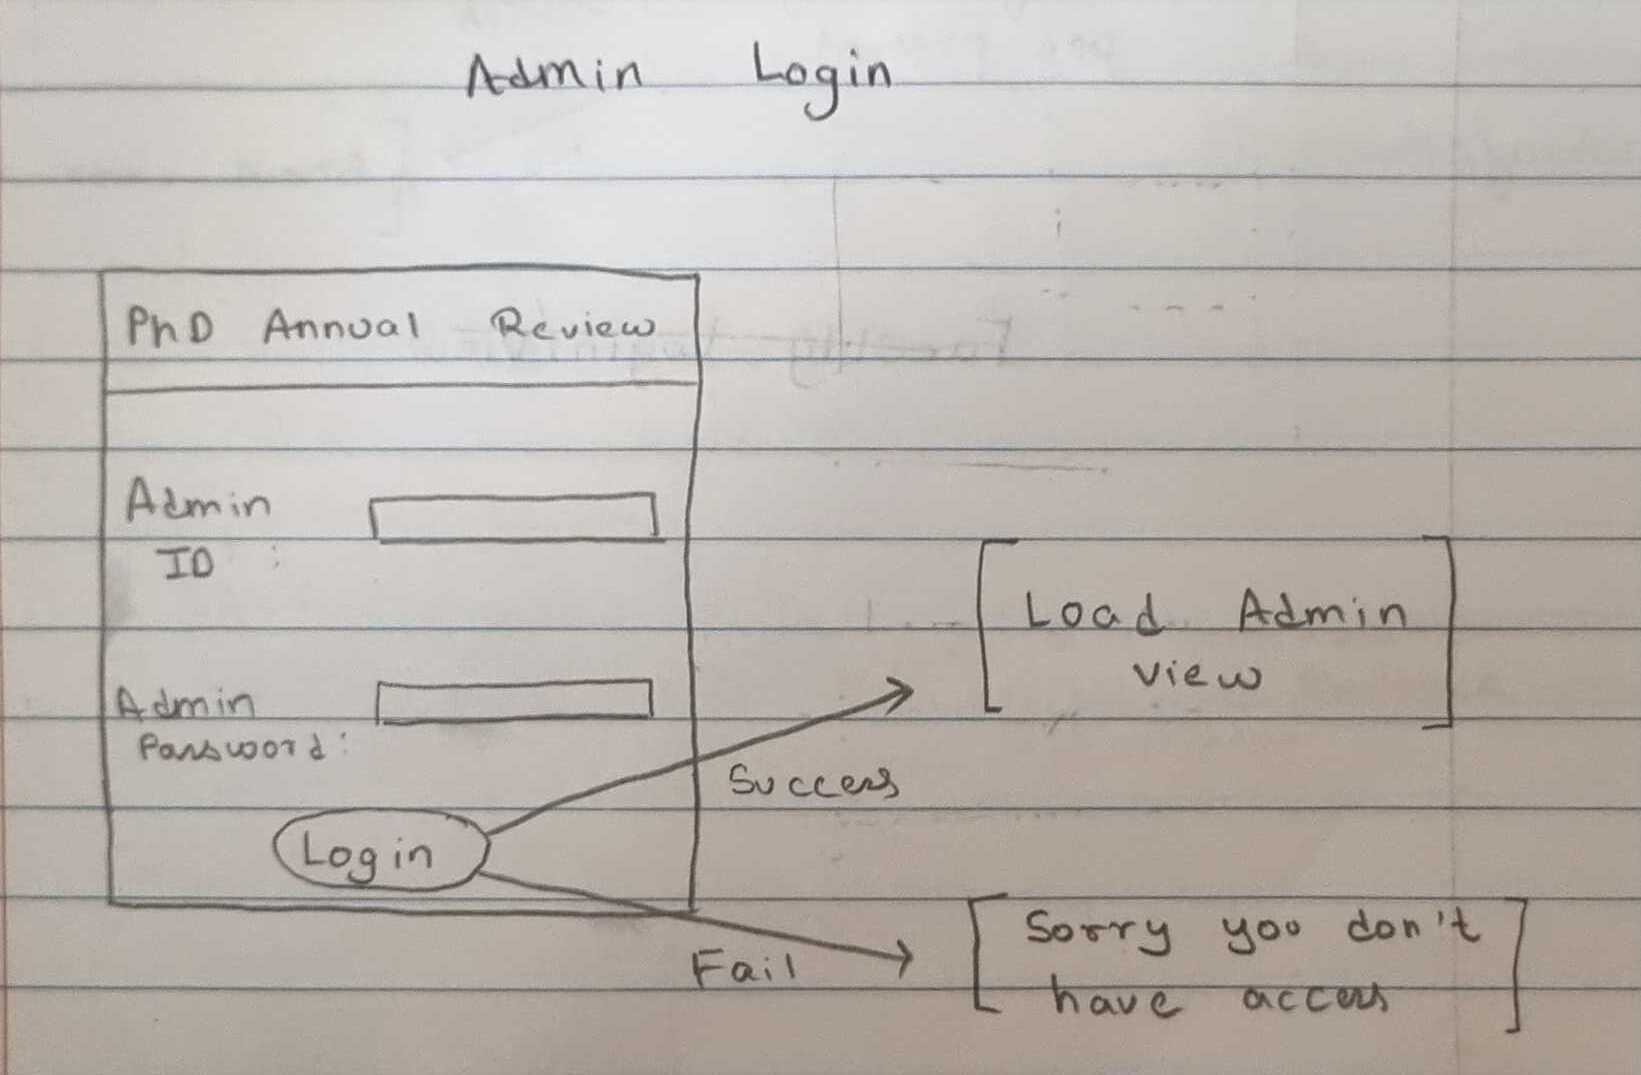 Admin Login
PhD Annual Review
Admin
ID :
Admin
Password:
Login
Success
Load Admin
view
Fail
Sorry you don't
have access